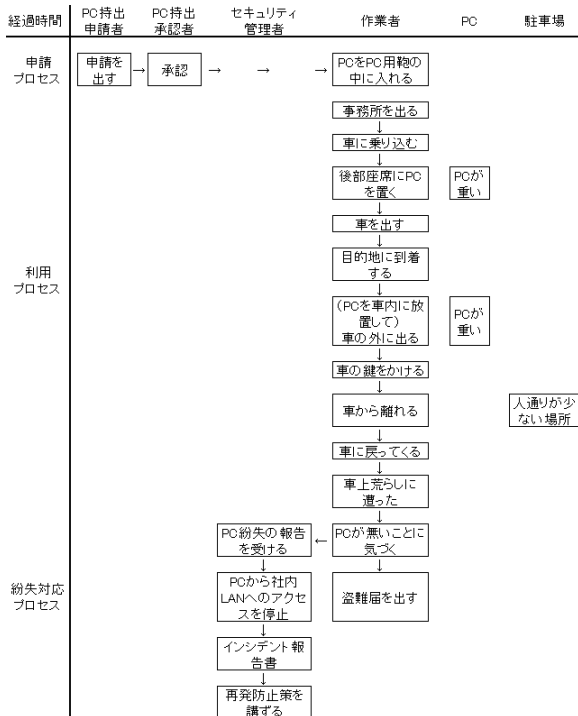 経過時間
PC持出
申請者
PC持出
承認者
セキュリティ
管理者
作業者
PC
駐車場
申請
プロセス
申請を
出す
→
承認
→
→
→
PCをPC用鞄の
中に入れる
事務所を出る
↓
車に乗り込む
↓
後部座席にPC
を置く
PCが
重い
↓
車を出す
↓
目的地に到着
する
利用
プロセス
↓
(PCを車内に放
置して)
車の外に出る
PCが
重い
↓
車の鍵をかける
↓
車から離れる
人通りが少
ない場所
↓
車に戻ってくる
↓
車上荒らしに
遭った
↓
PC紛失の報告
を受ける
←
PCが無いことに
気づく
↓
↓
紛失対応
プロセス
PCから社内
LANへのアクセ
スを停止
盗難届を出す
↓
インシデント報
告書
↓
再発防止策を
講ずる